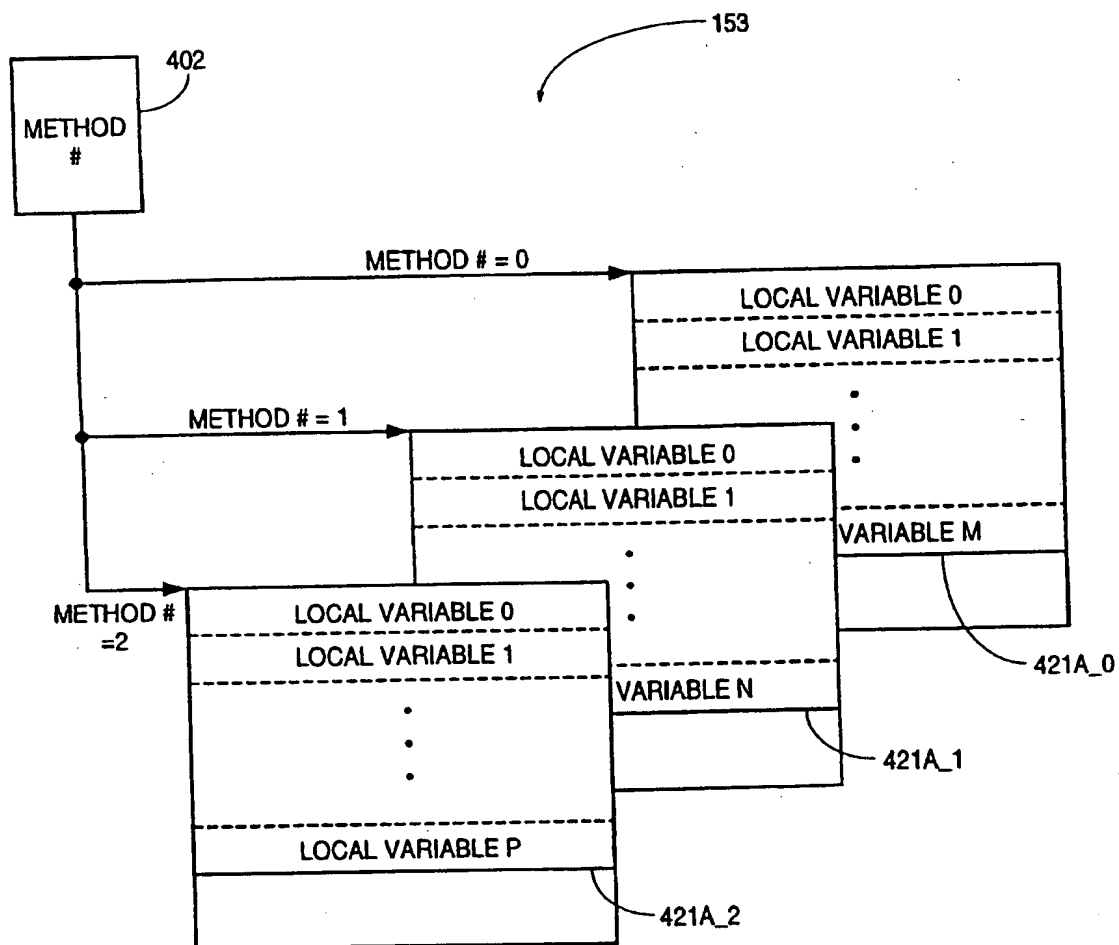 153
402
METHOD
#
METHOD # = 0
LOCAL VARIABLE 0
LOCAL VARIABLE 1
VARIABLE M
421A_0
METHOD # = 1
LOCAL VARIABLE 0
LOCAL VARIABLE 1
VARIABLE N
421A_1
METHOD #
=2
LOCAL VARIABLE 0
LOCAL VARIABLE 1
LOCAL VARIABLE P
421A_2